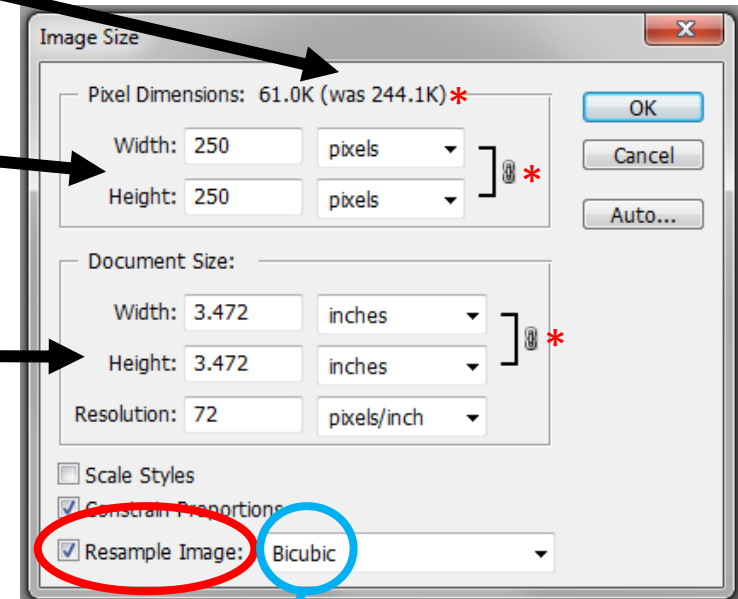 Image Size
Pixel Dimensions: 61.0K (was 244.1K)*
OK
Width: 250 pixels
*
Cancel
Height: 250 pixels
Auto...
Document Size:
Width: 3.472 inches
*
Height: 3.472 inches
Resolution: 72 pixels/inch
Scale Styles
Constrain Proportions
Resample Image: Bicubic